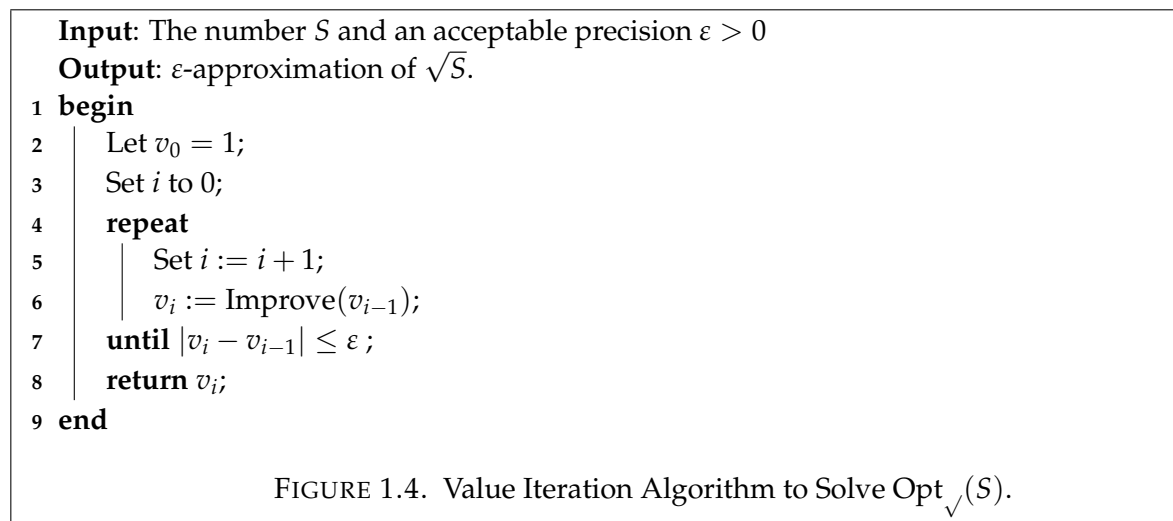 Input: The number S and an acceptable precision ε > 0
Output: ε-approximation of √S.
1 begin
2 Let v₀ = 1;
3 Set i to 0;
4 repeat
5 Set i := i + 1;
6 vᵢ := Improve(vᵢ₋₁);
7 until |vᵢ − vᵢ₋₁| ≤ ε ;
8 return vᵢ;
9 end
FIGURE 1.4. Value Iteration Algorithm to Solve Opt√(S).